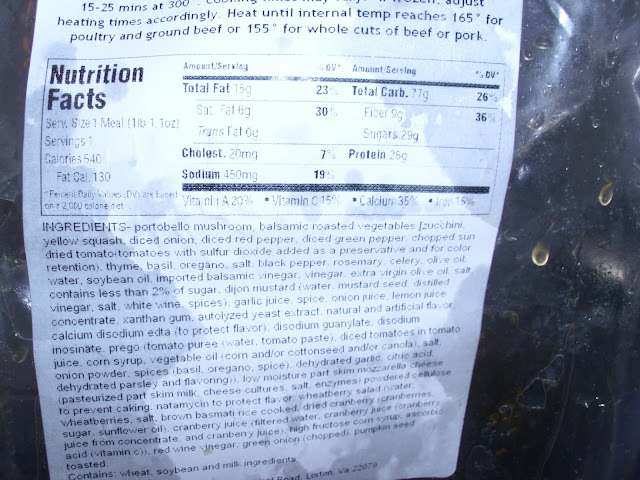 15-25 mins at 300°. Cooking times may vary. If frozen, adjust
heating times accordingly. Heat until internal temp reaches 165° for
poultry and ground beef or 155° for whole cuts of beef or pork.
Nutrition
Facts
Serv. Size 1 Meal (1lb 1.1oz)
Servings 1
Calories 540
Fat Cal. 130
* Percent Daily Values (DV) are based
on a 2,000 calorie diet
Amount/Serving % DV*
Total Fat 15g 23%
Sat. Fat 6g 30%
Trans Fat 0g
Cholest. 20mg 7%
Sodium 450mg 19%
Amount/Serving % DV*
Total Carb. 77g 26%
Fiber 9g 36%
Sugars 29g
Protein 26g
Vitamin A 20% • Vitamin C 15% • Calcium 35% • Iron 15%
INGREDIENTS- portobello mushroom, balsamic roasted vegetables [zucchini,
yellow squash, diced onion, diced red pepper, diced green pepper, chopped sun
dried tomato(tomatoes with sulfur dioxide added as a preservative and for color
retention), thyme, basil, oregano, salt, black pepper, rosemary, celery, olive oil,
water, soybean oil, imported balsamic vinegar, vinegar, extra virgin olive oil, salt,
contains less than 2% of sugar, dijon mustard (water, mustard seed, distilled
vinegar, salt, white wine, spices), garlic juice, spice, onion juice, lemon juice
concentrate, xanthan gum, autolyzed yeast extract, natural and artificial flavor,
calcium disodium edta (to protect flavor), disodium guanylate, disodium
inosinate, prego (tomato puree (water, tomato paste), diced tomatoes in tomato
juice, corn syrup, vegetable oil (corn and/or cottonseed and/or canola), salt,
onion powder, spices (basil, oregano, spice), dehydrated garlic, citric acid,
dehydrated parsley and flavoring)), low moisture part skim mozzarella cheese
(pasteurized part skim milk, cheese cultures, salt, enzymes) powdered cellulose
to prevent caking, natamycin to protect flavor, wheatberry salad (water,
wheatberries, salt, brown basmati rice cooked, dried cranberry (cranberries,
sugar, sunflower oil), cranberry juice (filtered water, cranberry juice (cranberry
juice from concentrate, and cranberry juice), high fructose corn syrup, ascorbic
acid (vitamin c)), red wine vinegar, green onion (chopped), pumpkin seed
toasted.
Contains: wheat, soybean and milk ingredients
Road, Lorton, Va 22079